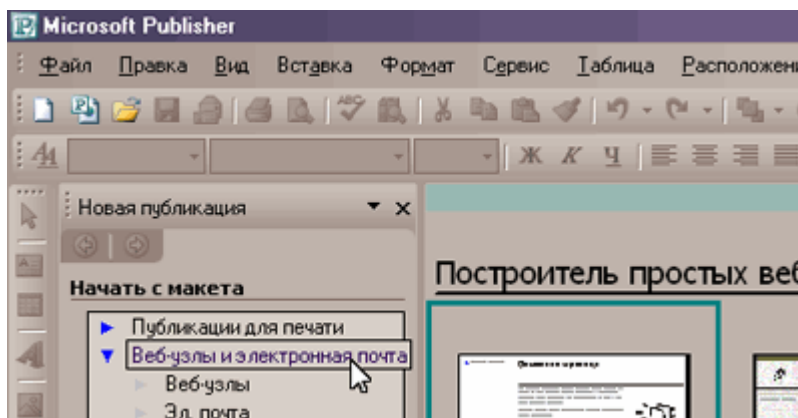 Microsoft Publisher
Файл Правка Вид Вставка Формат Сервис Таблица Расположени
Ж К Ч
Новая публикация
Начать с макета
Построитель простых веб
Публикации для печати
Веб-узлы и электронная почта
Веб-узлы
Эл. почта